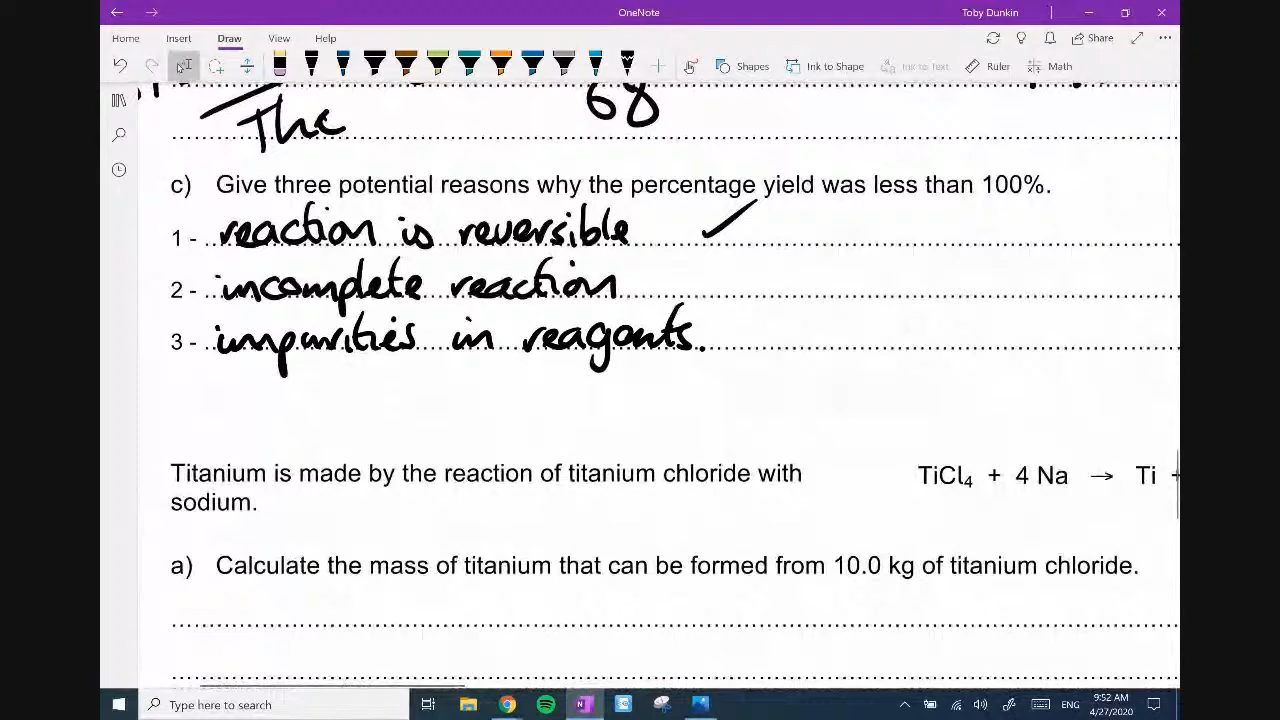 OneNote
Toby Dunkin
Home Insert Draw View Help
Share
Shapes
Ink to Shape
Ink to Text
Ruler
Math
The
6g
c) Give three potential reasons why the percentage yield was less than 100%.
1 - reaction is reversible
2 - incomplete reaction
3 - impurities in reagents.
Titanium is made by the reaction of titanium chloride with
sodium.
TiCl₄ + 4 Na → Ti +
a) Calculate the mass of titanium that can be formed from 10.0 kg of titanium chloride.
Type here to search
ENG
9:52 AM
4/27/2020